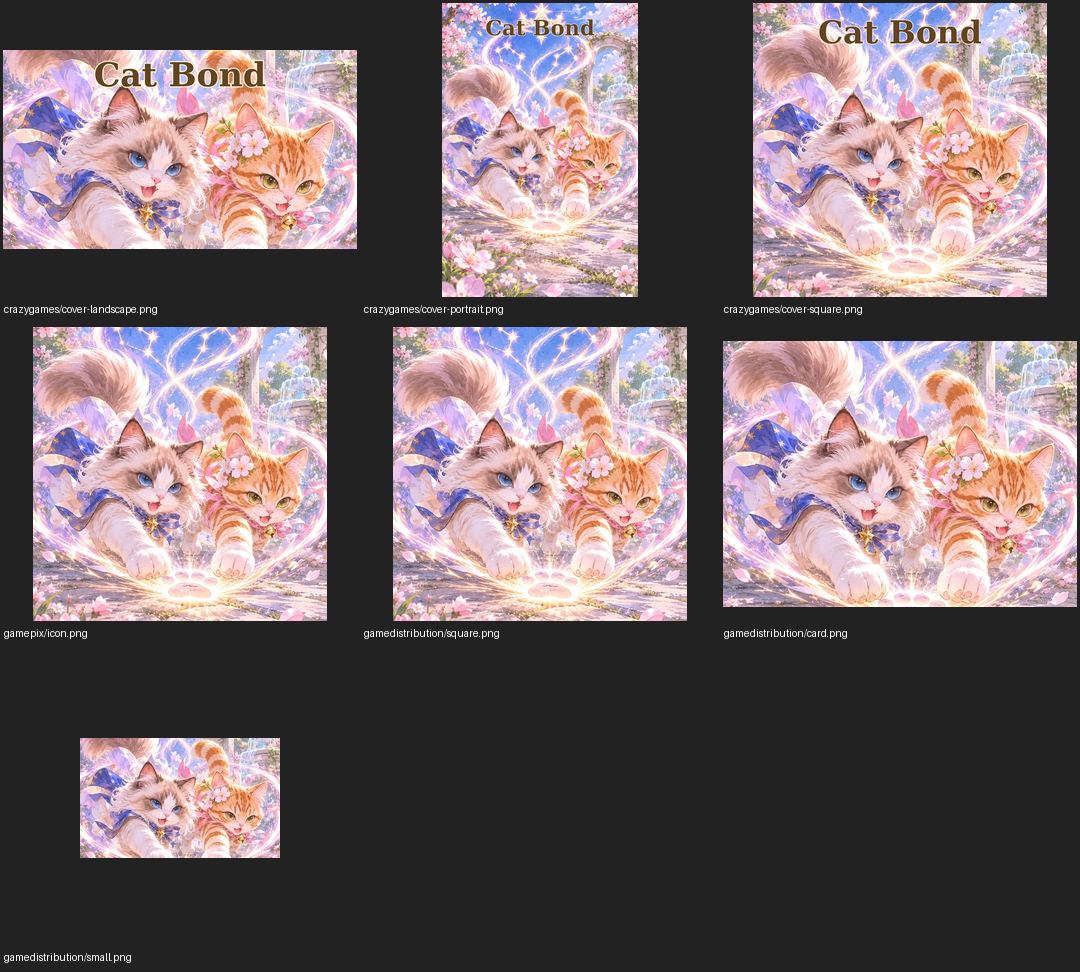 Cat Bond
Cat Bond
Cat Bond
crazygames/cover-landscape.png
crazygames/cover-portrait.png
crazygames/cover-square.png
gamepix/icon.png
gamedistribution/square.png
gamedistribution/card.png
gamedistribution/small.png